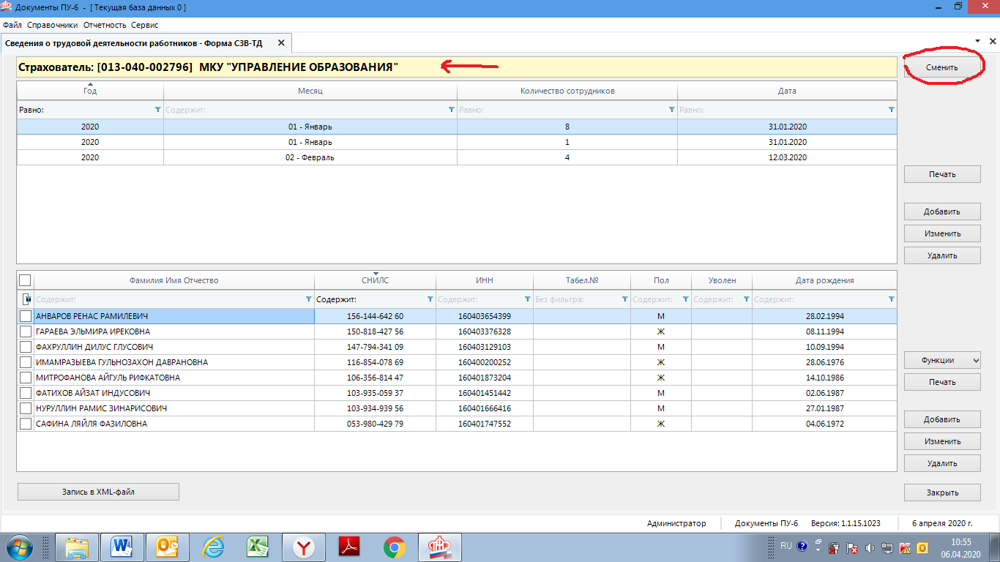 Документы ПУ-6 - [ Текущая база данных 0 ]
Файл Справочники Отчетность Сервис
Сведения о трудовой деятельности работников - Форма СЗВ-ТД
Страхователь: [013-040-002796] МКУ "УПРАВЛЕНИЕ ОБРАЗОВАНИЯ"
Сменить
Год Месяц Количество сотрудников Дата
Равно: Содержит: Равно: Равно:
2020 01 - Январь 8 31.01.2020
2020 01 - Январь 1 31.01.2020
2020 02 - Февраль 4 12.03.2020
Печать
Добавить
Изменить
Удалить
Фамилия Имя Отчество СНИЛС ИНН Табел.№ Пол Уволен Дата рождения
Содержит: Содержит: Содержит: Без фильтра: Содержит: Содержит: Содержит:
АНВАРОВ РЕНАС РАМИЛЕВИЧ 156-144-642 60 160403654399 М 28.02.1994
ГАРАЕВА ЭЛЬМИРА ИРЕКОВНА 150-818-427 56 160403376328 Ж 08.11.1994
ФАХРУЛЛИН ДИЛУС ГЛУСОВИЧ 147-794-341 09 160403129103 М 10.09.1994
ИМАМРАЗЫЕВА ГУЛЬНОЗАХОН ДАВРАНОВНА 116-854-078 69 160400200252 Ж 28.06.1976
МИТРОФАНОВА АЙГУЛЬ РИФКАТОВНА 106-356-814 47 160401873204 Ж 14.10.1986
ФАТИХОВ АЙЗАТ ИНДУСОВИЧ 103-935-059 37 160401451442 М 02.06.1987
НУРУЛЛИН РАМИС ЗИНАРИСОВИЧ 103-934-939 56 160401666416 М 27.01.1987
САФИНА ЛЯЙЛЯ ФАЗИЛОВНА 053-980-429 79 160401747552 Ж 04.06.1972
Функции
Печать
Добавить
Изменить
Удалить
Запись в XML-файл
Закрыть
Администратор Документы ПУ-6 Версия: 1.1.15.1023 6 апреля 2020 г.
RU
10:55
06.04.2020